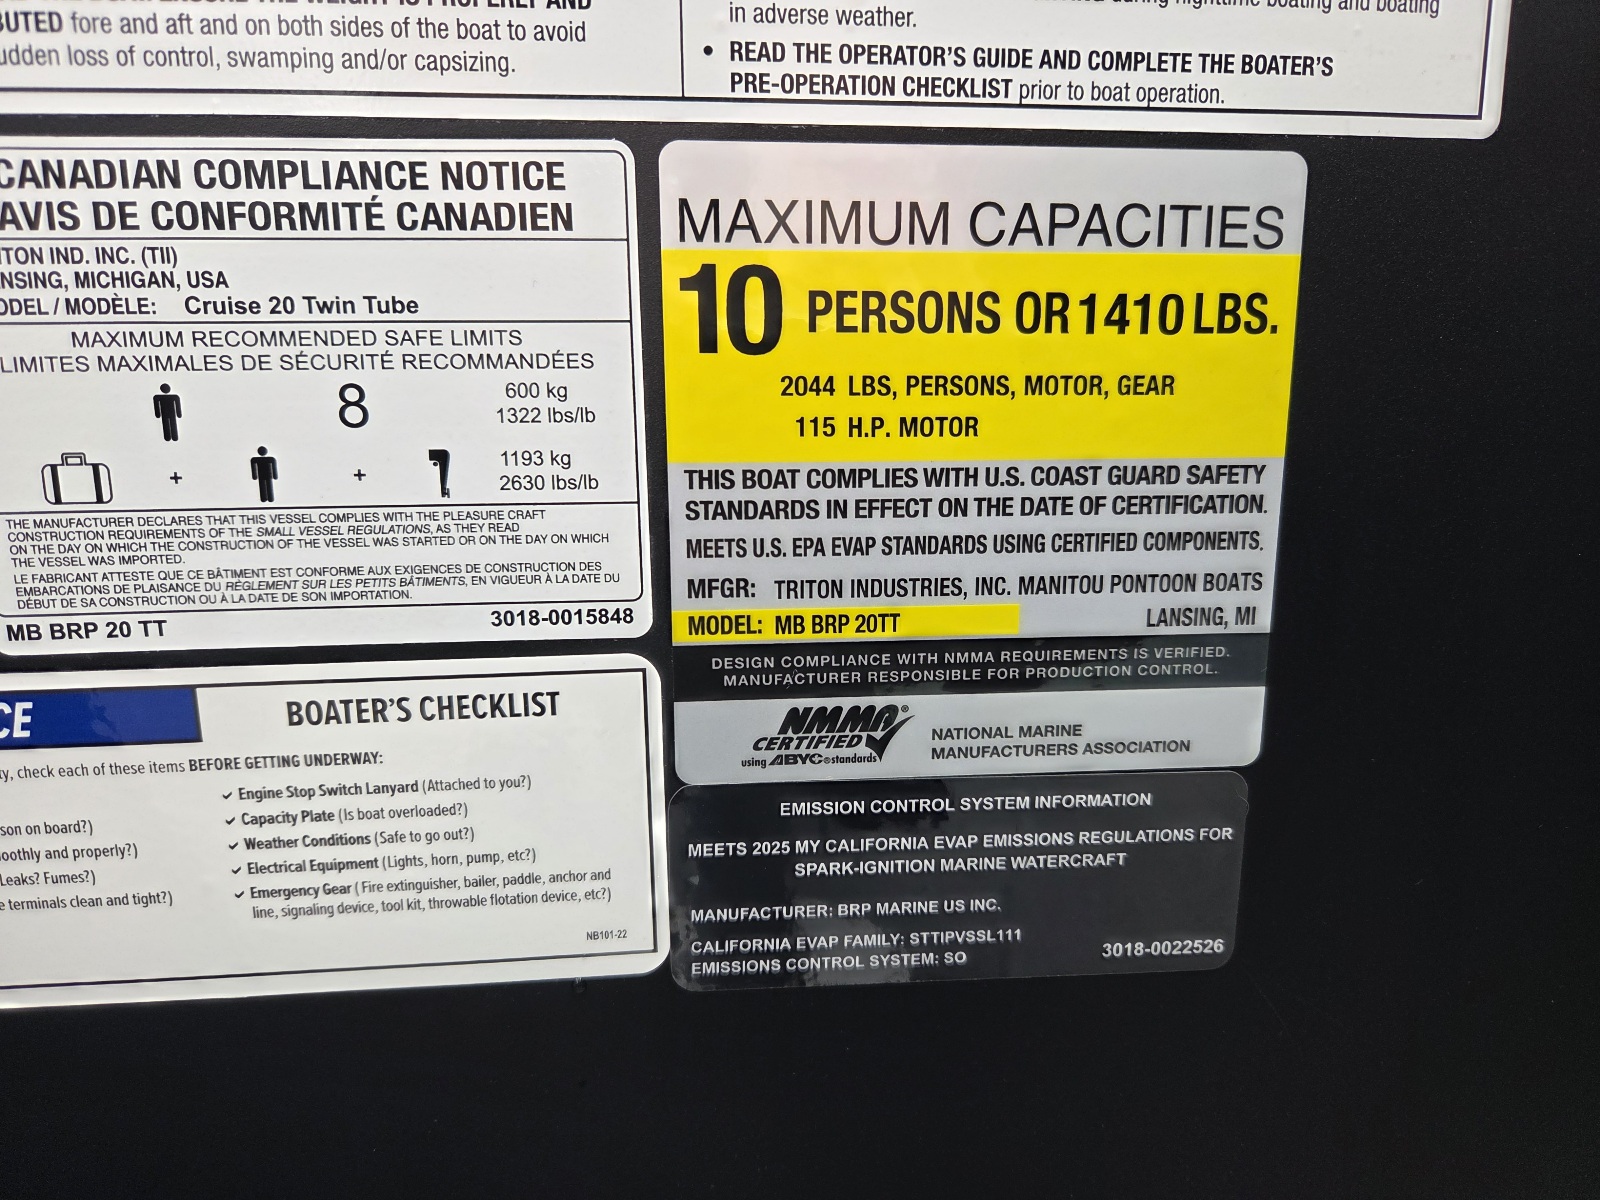 BUTED fore and aft and on both sides of the boat to avoid
sudden loss of control, swamping and/or capsizing.
in adverse weather.
• READ THE OPERATOR'S GUIDE AND COMPLETE THE BOATER'S
PRE-OPERATION CHECKLIST prior to boat operation.
CANADIAN COMPLIANCE NOTICE
AVIS DE CONFORMITÉ CANADIEN
ITON IND. INC. (TII)
NSING, MICHIGAN, USA
ODEL / MODÈLE: Cruise 20 Twin Tube
MAXIMUM RECOMMENDED SAFE LIMITS
LIMITES MAXIMALES DE SÉCURITÉ RECOMMANDÉES
8
600 kg
1322 lbs/lb
+ +
1193 kg
2630 lbs/lb
THE MANUFACTURER DECLARES THAT THIS VESSEL COMPLIES WITH THE PLEASURE CRAFT
CONSTRUCTION REQUIREMENTS OF THE SMALL VESSEL REGULATIONS, AS THEY READ
ON THE DAY ON WHICH THE CONSTRUCTION OF THE VESSEL WAS STARTED OR ON THE DAY ON WHICH
THE VESSEL WAS IMPORTED.
LE FABRICANT ATTESTE QUE CE BÂTIMENT EST CONFORME AUX EXIGENCES DE CONSTRUCTION DES
EMBARCATIONS DE PLAISANCE DU RÉGLEMENT SUR LES PETITS BÂTIMENTS, EN VIGUEUR À LA DATE DU
DÉBUT DE SA CONSTRUCTION OU À LA DATE DE SON IMPORTATION.
MB BRP 20 TT 3018-0015848
MAXIMUM CAPACITIES
10 PERSONS OR 1410 LBS.
2044 LBS, PERSONS, MOTOR, GEAR
115 H.P. MOTOR
THIS BOAT COMPLIES WITH U.S. COAST GUARD SAFETY
STANDARDS IN EFFECT ON THE DATE OF CERTIFICATION.
MEETS U.S. EPA EVAP STANDARDS USING CERTIFIED COMPONENTS.
MFGR: TRITON INDUSTRIES, INC. MANITOU PONTOON BOATS
MODEL: MB BRP 20TT LANSING, MI
DESIGN COMPLIANCE WITH NMMA REQUIREMENTS IS VERIFIED.
MANUFACTURER RESPONSIBLE FOR PRODUCTION CONTROL.
NMMA®
CERTIFIED
using ABYC® standards
NATIONAL MARINE
MANUFACTURERS ASSOCIATION
CE
BOATER'S CHECKLIST
y, check each of these items BEFORE GETTING UNDERWAY:
✓ Engine Stop Switch Lanyard (Attached to you?)
✓ Capacity Plate (Is boat overloaded?)
✓ Weather Conditions (Safe to go out?)
✓ Electrical Equipment (Lights, horn, pump, etc?)
✓ Emergency Gear ( Fire extinguisher, bailer, paddle, anchor and
line, signaling device, tool kit, throwable flotation device, etc?)
son on board?)
oothly and properly?)
Leaks? Fumes?)
e terminals clean and tight?)
NB101-22
EMISSION CONTROL SYSTEM INFORMATION
MEETS 2025 MY CALIFORNIA EVAP EMISSIONS REGULATIONS FOR
SPARK-IGNITION MARINE WATERCRAFT
MANUFACTURER: BRP MARINE US INC.
CALIFORNIA EVAP FAMILY: STTIPVSSL111
EMISSIONS CONTROL SYSTEM: SO
3018-0022526